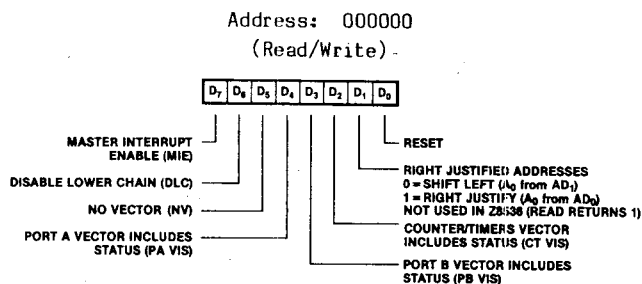 Address: 000000
(Read/Write)
D7 D6 D5 D4 D3 D2 D1 D0
MASTER INTERRUPT
ENABLE (MIE)
DISABLE LOWER CHAIN (DLC)
NO VECTOR (NV)
PORT A VECTOR INCLUDES
STATUS (PA VIS)
RESET
RIGHT JUSTIFIED ADDRESSES
0 = SHIFT LEFT (A0 from AD1)
1 = RIGHT JUSTIFY (A0 from AD0)
NOT USED IN Z8536 (READ RETURNS 1)
COUNTER/TIMERS VECTOR
INCLUDES STATUS (CT VIS)
PORT B VECTOR INCLUDES
STATUS (PB VIS)